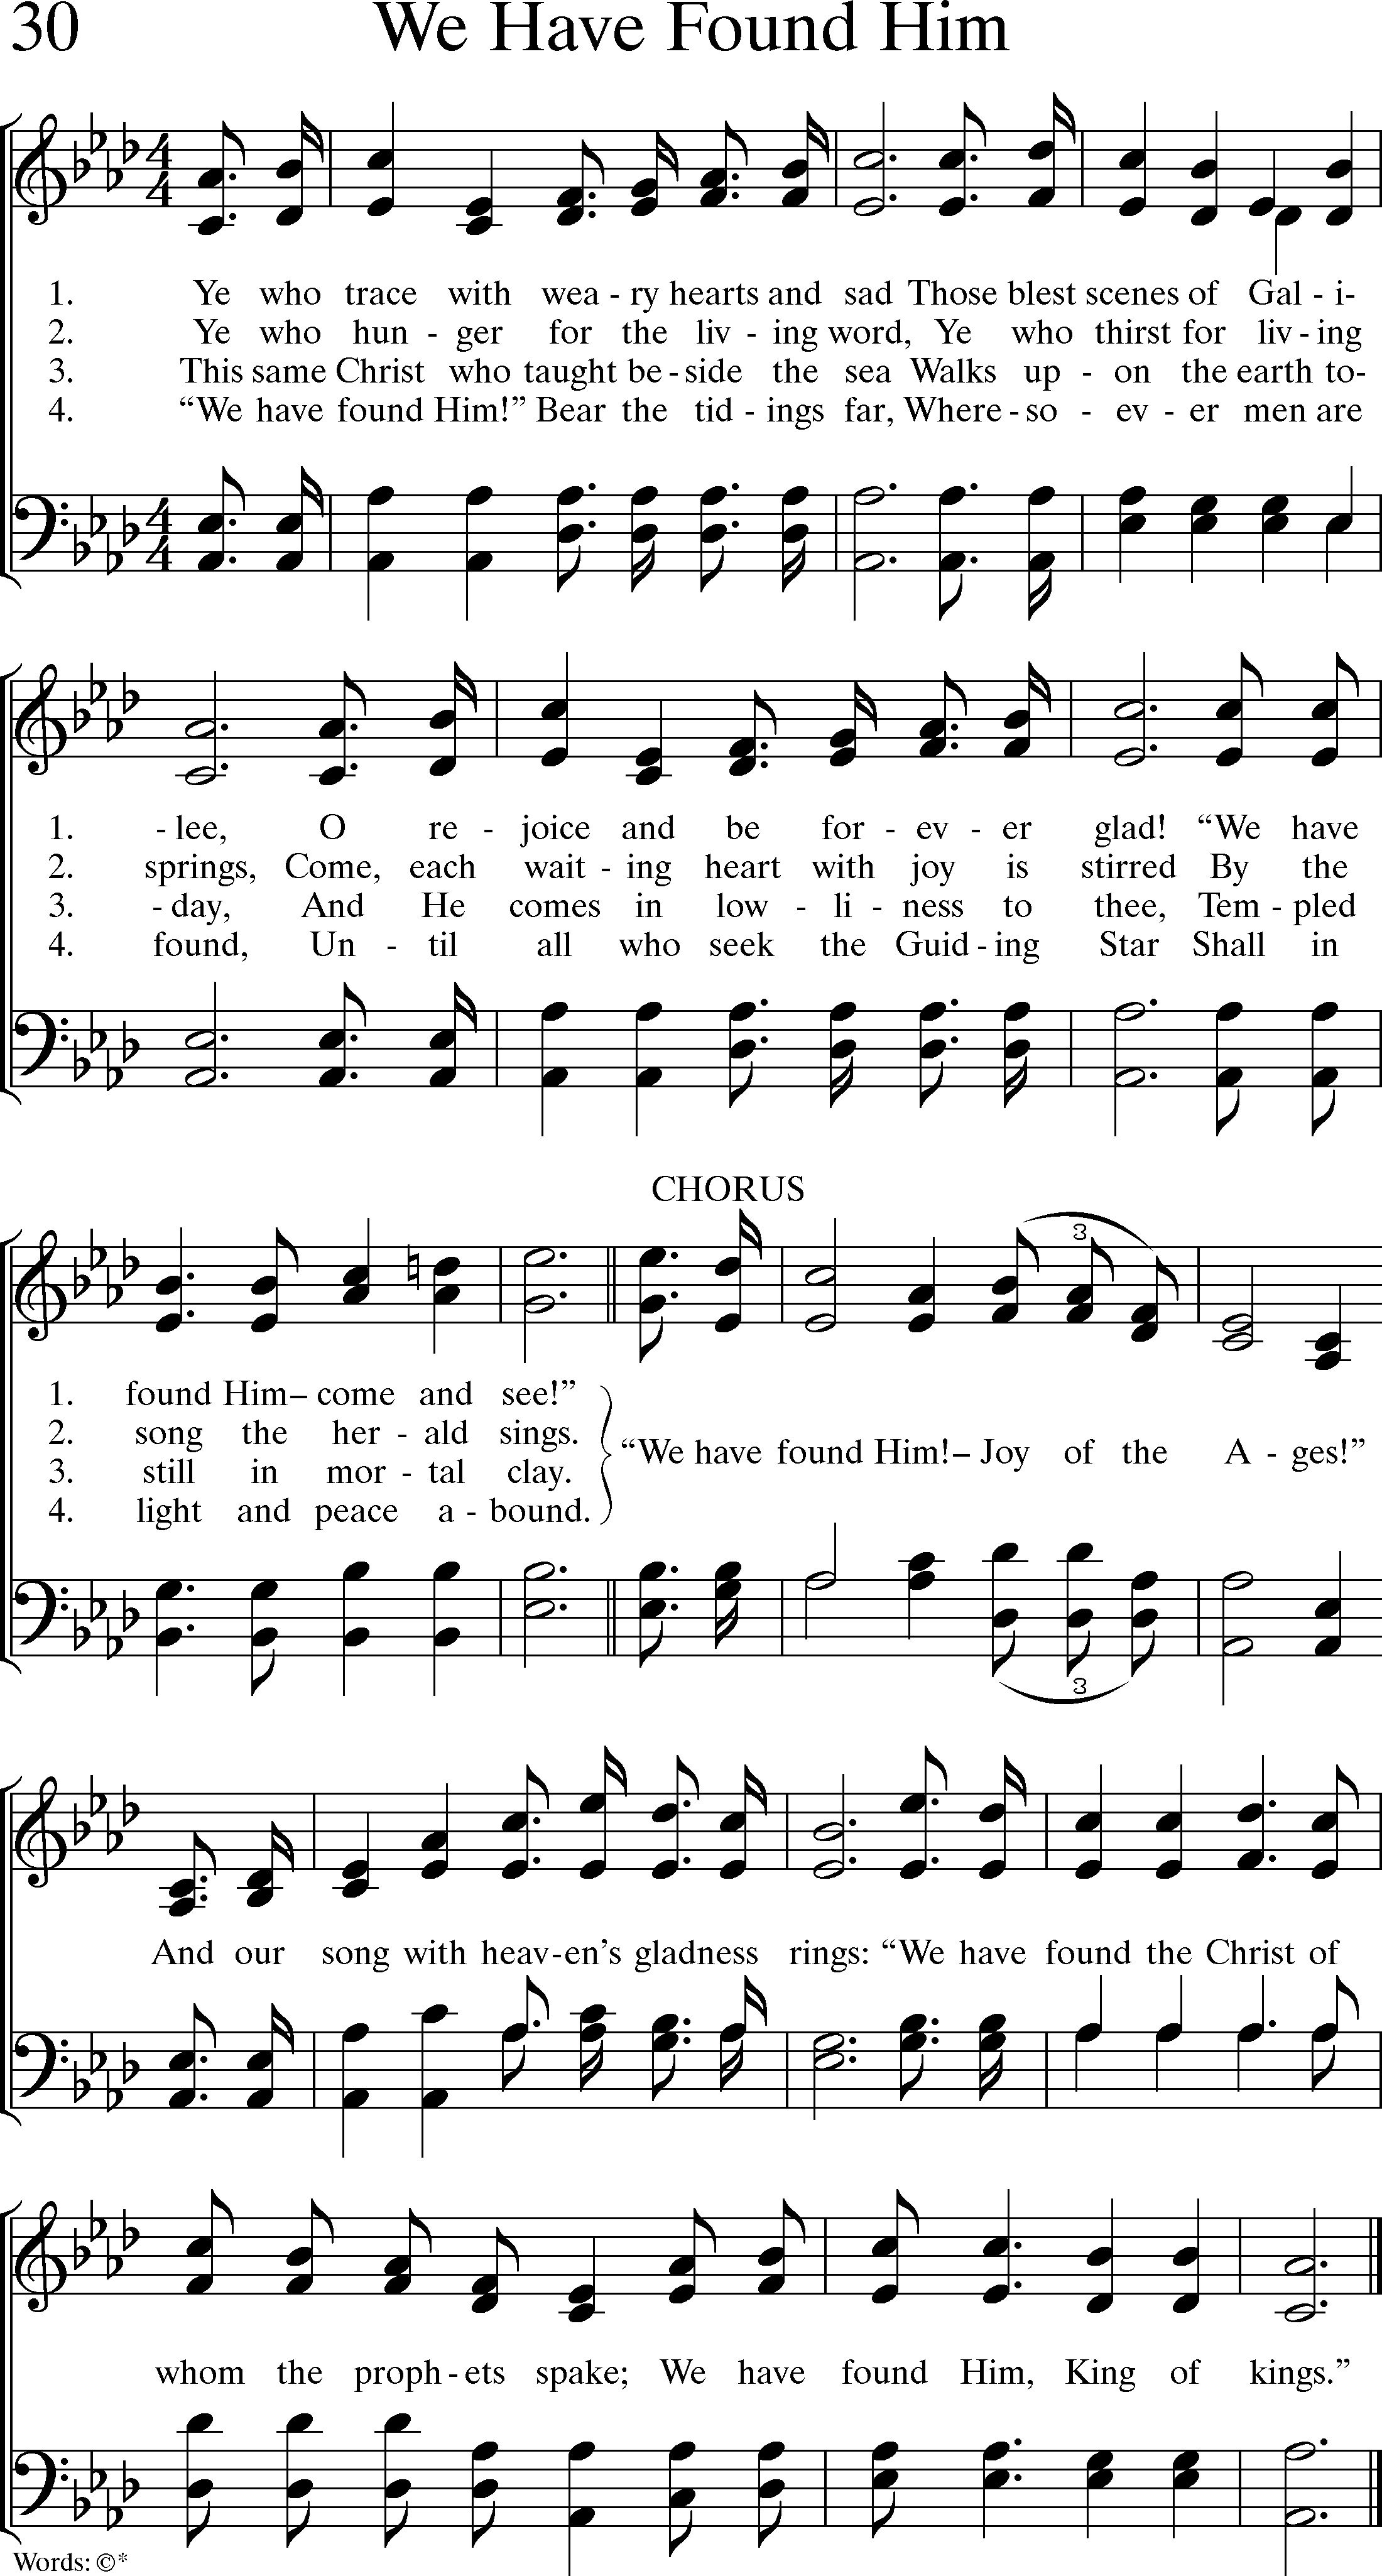 30 We Have Found Him
1. Ye who trace with wea - ry hearts and sad Those blest scenes of Gal - i-
2. Ye who hun - ger for the liv - ing word, Ye who thirst for liv - ing
3. This same Christ who taught be - side the sea Walks up - on the earth to-
4. “We have found Him!” Bear the tid - ings far, Where - so - ev - er men are
1. - lee, O re - joice and be for - ev - er glad! “We have
2. springs, Come, each wait - ing heart with joy is stirred By the
3. - day, And He comes in low - li - ness to thee, Tem - pled
4. found, Un - til all who seek the Guid - ing Star Shall in
CHORUS
3
1. found Him– come and see!”
2. song the her - ald sings.
“We have found Him!– Joy of the A - ges!”
3. still in mor - tal clay.
4. light and peace a - bound.
3
And our song with heav-en’s gladness rings: “We have found the Christ of
whom the proph - ets spake; We have found Him, King of kings.”
Words: ©*